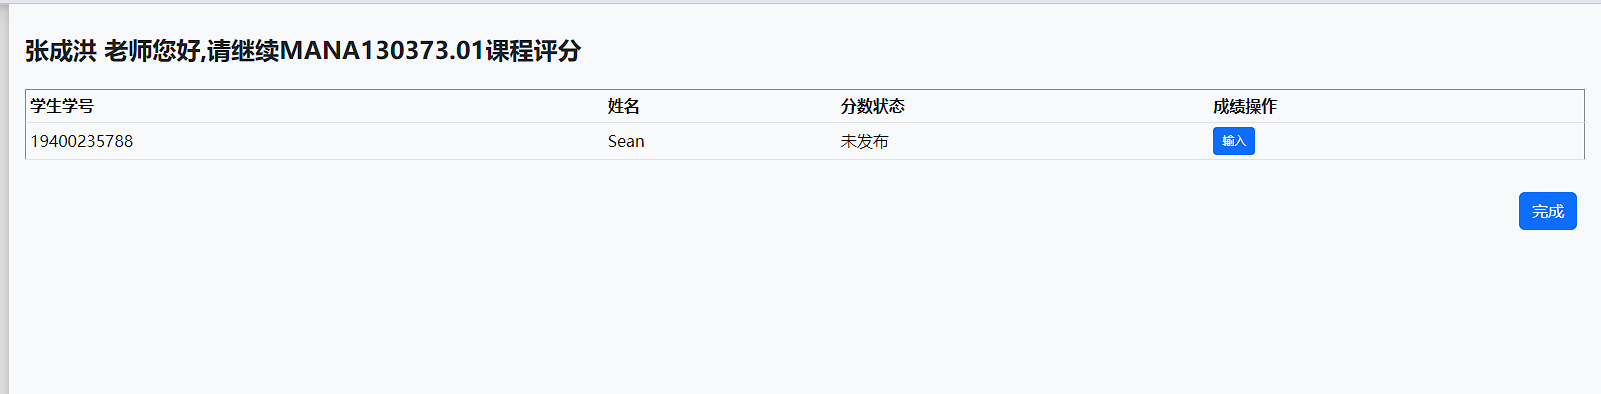 张成洪 老师您好,请继续MANA130373.01课程评分
学生学号 姓名 分数状态 成绩操作
19400235788 Sean 未发布 输入
完成